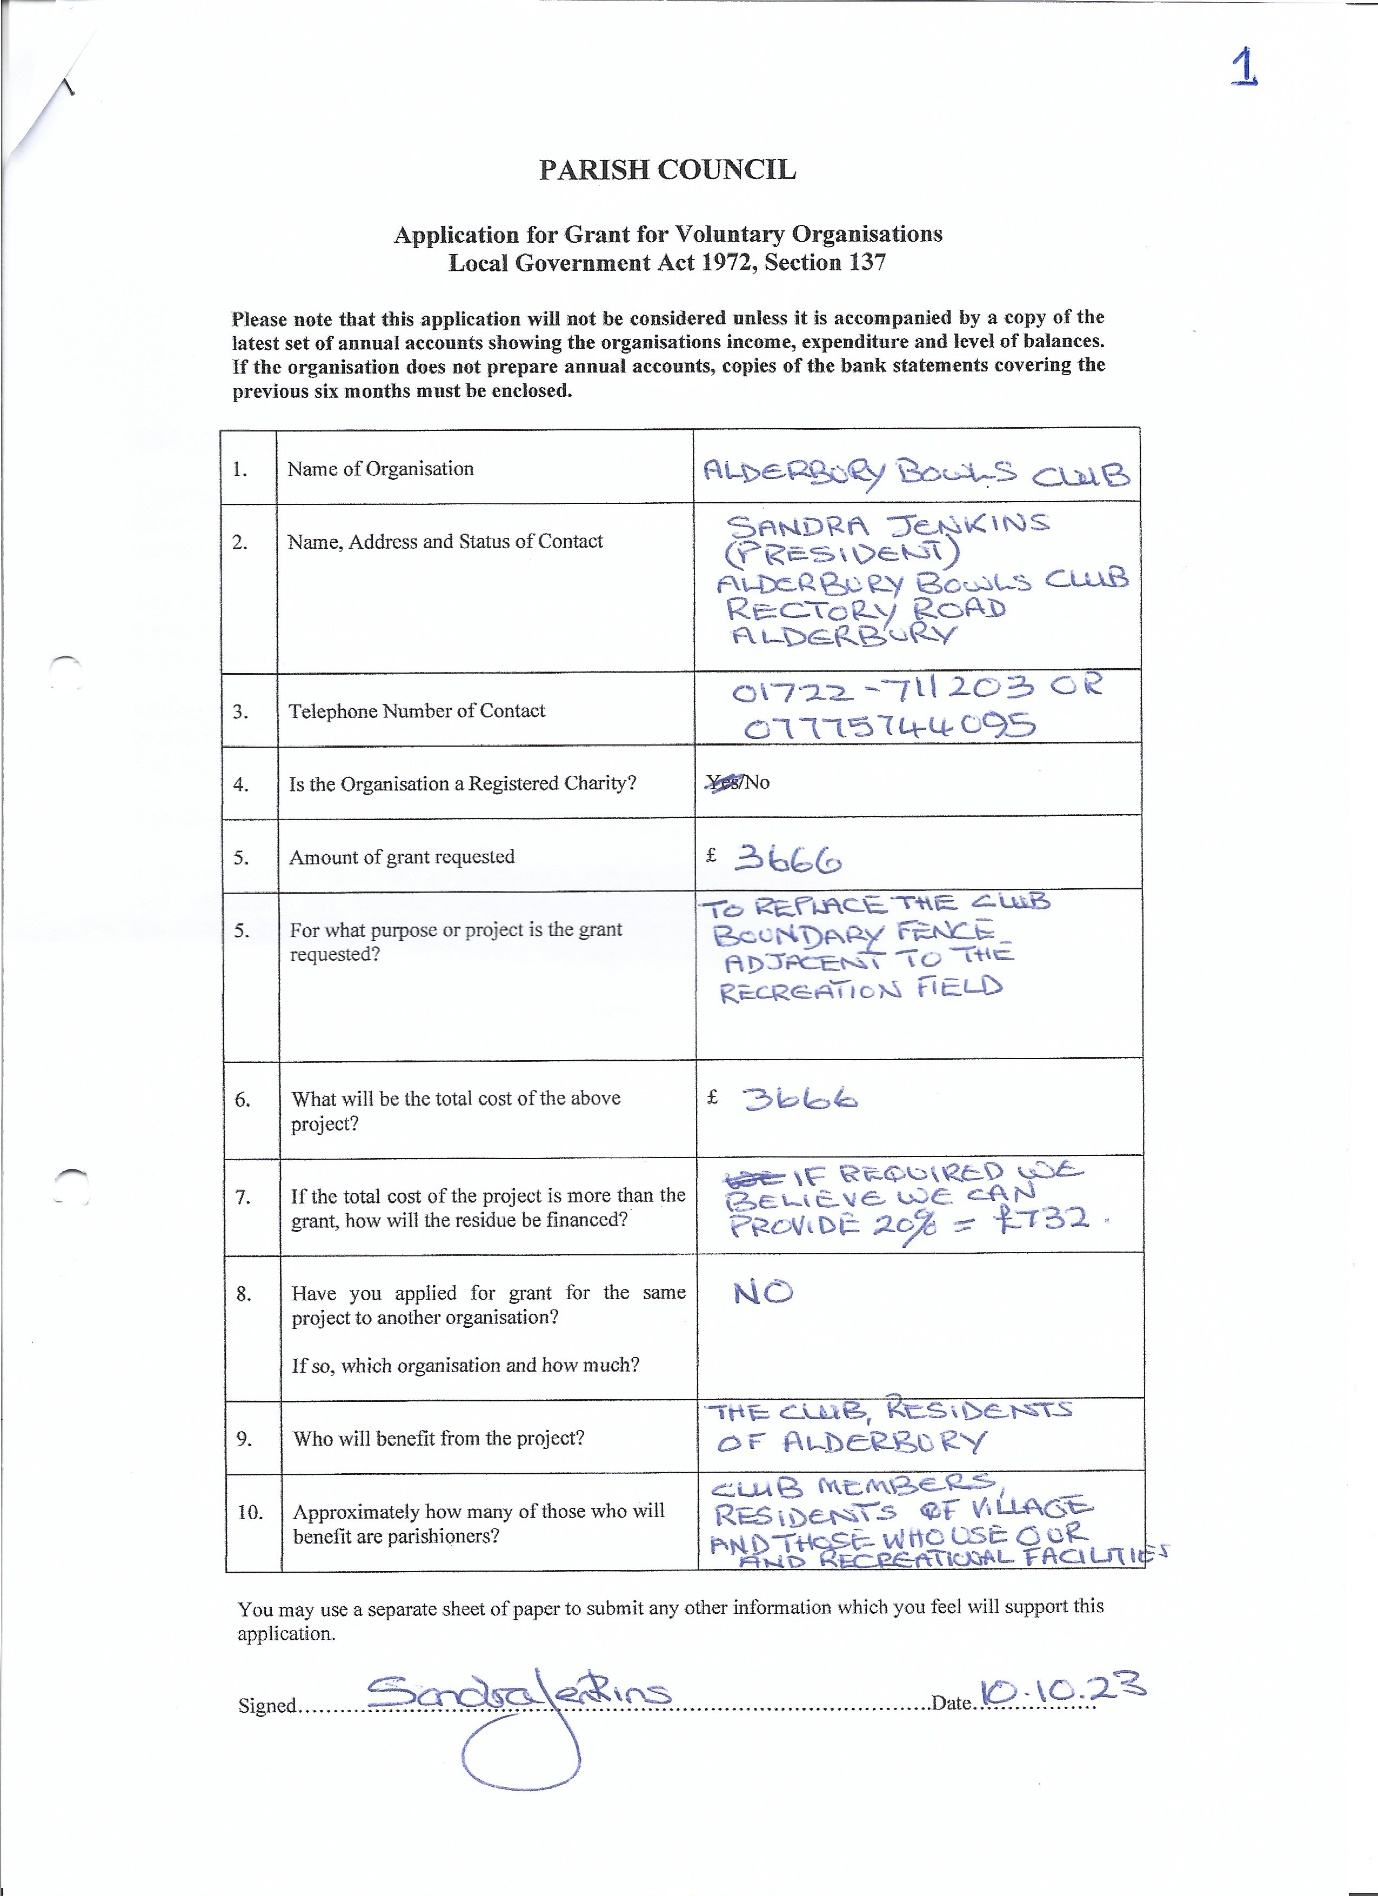 1
PARISH COUNCIL
Application for Grant for Voluntary Organisations
Local Government Act 1972, Section 137
Please note that this application will not be considered unless it is accompanied by a copy of the
latest set of annual accounts showing the organisations income, expenditure and level of balances.
If the organisation does not prepare annual accounts, copies of the bank statements covering the
previous six months must be enclosed.
1. Name of Organisation ALDERBURY BOWLS CLUB
2. Name, Address and Status of Contact
SANDRA JENKINS
(PRESIDENT)
ALDERBURY BOWLS CLUB
RECTORY ROAD
ALDERBURY
3. Telephone Number of Contact
01722-711203 OR
07775744095
4. Is the Organisation a Registered Charity? Yes/No
5. Amount of grant requested £ 3666
5. For what purpose or project is the grant
requested?
TO REPLACE THE CLUB
BOUNDARY FENCE
ADJACENT TO THE
RECREATION FIELD
6. What will be the total cost of the above
project?
£ 3666
7. If the total cost of the project is more than the
grant, how will the residue be financed?
IF REQUIRED WE
BELIEVE WE CAN
PROVIDE 20% = £732.
8. Have you applied for grant for the same
project to another organisation?
If so, which organisation and how much?
NO
9. Who will benefit from the project?
THE CLUB, RESIDENTS
OF ALDERBURY
10. Approximately how many of those who will
benefit are parishioners?
CLUB MEMBERS,
RESIDENTS OF VILLAGE
AND THOSE WHO USE OUR
AND RECREATIONAL FACILITIES
You may use a separate sheet of paper to submit any other information which you feel will support this
application.
Signed Sandra Jenkins Date 10.10.23